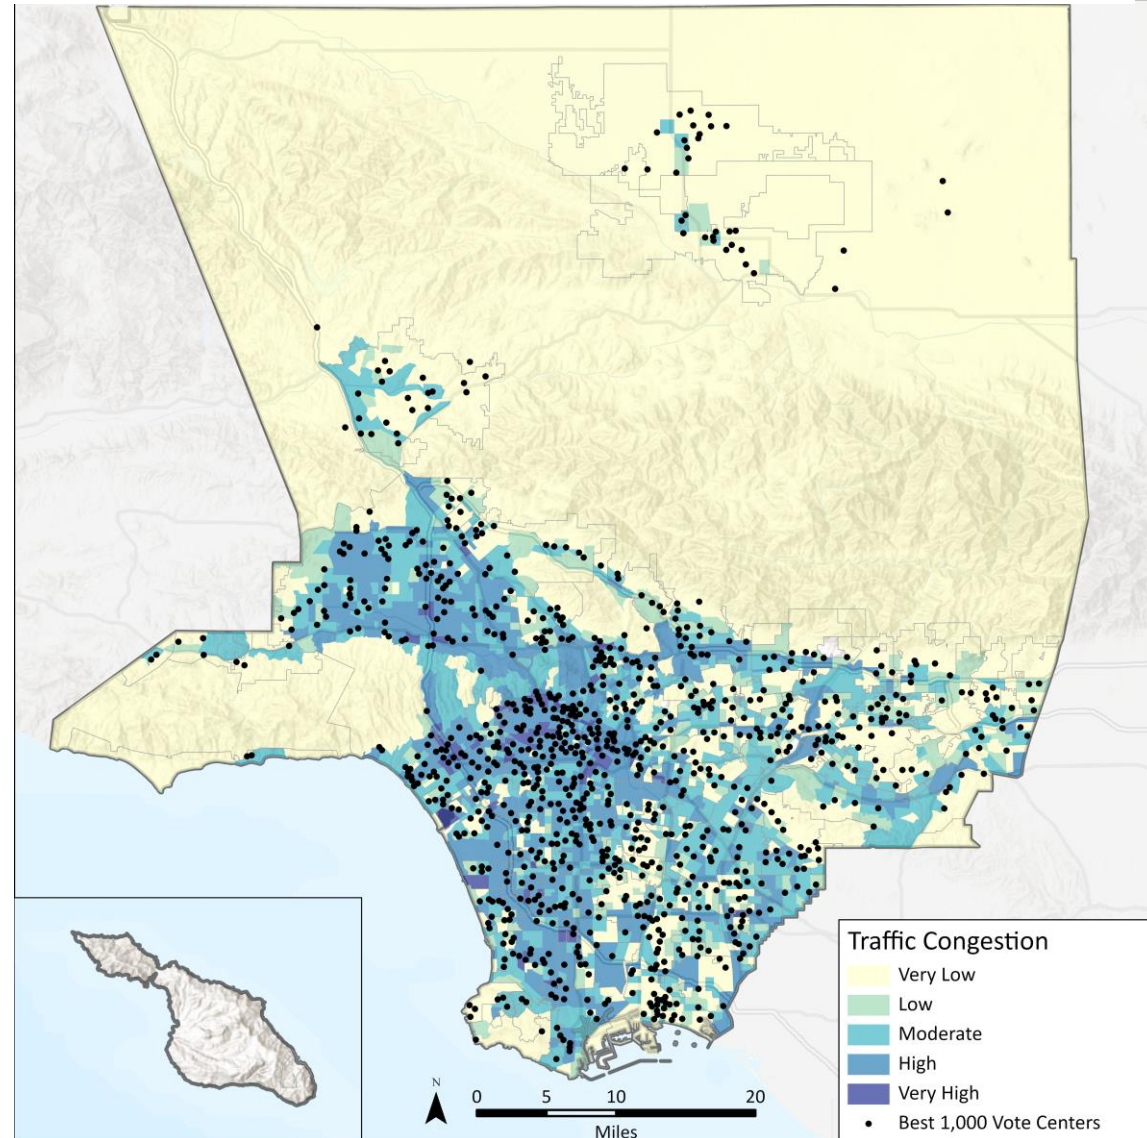 Traffic Congestion
Very Low
Low
Moderate
High
Very High
Best 1,000 Vote Centers
N
0 5 10 20
Miles